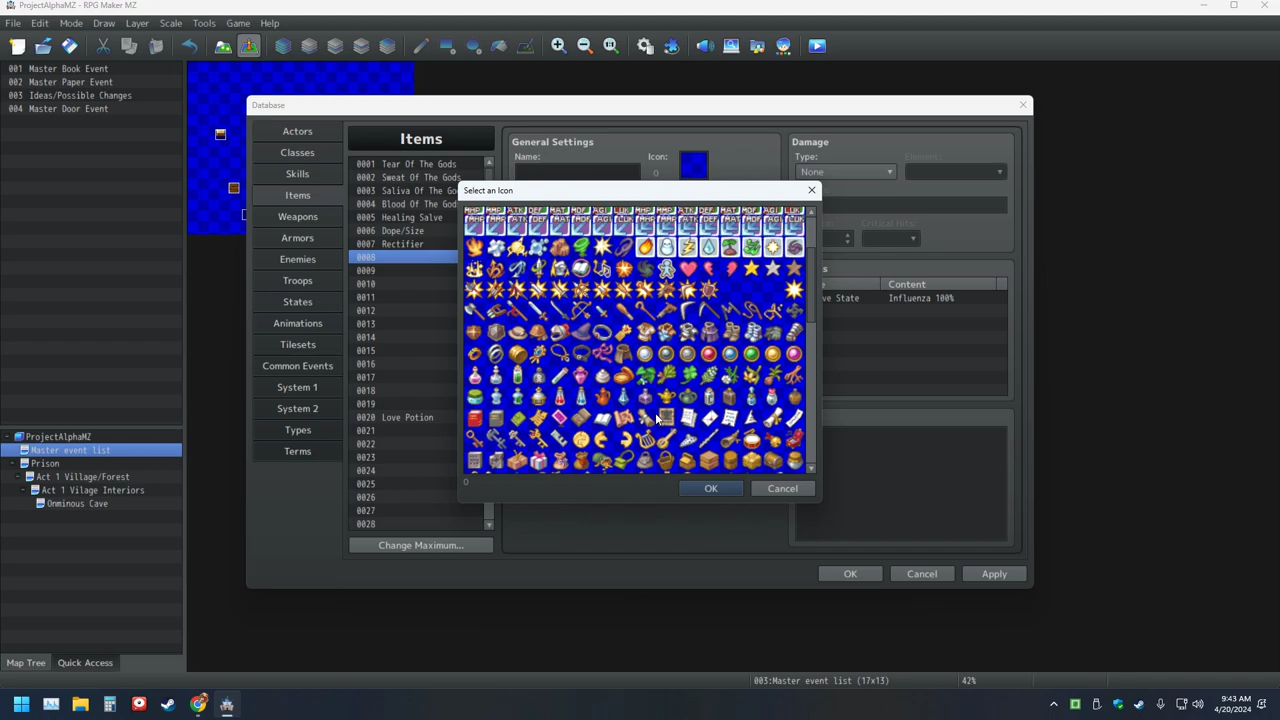 ProjectAlphaMZ - RPG Maker MZ
File Edit Mode Draw Layer Scale Tools Game Help
001 Master Book Event
002 Master Paper Event
003 Ideas/Possible Changes
004 Master Door Event
Database
Actors
Classes
Skills
Items
Weapons
Armors
Enemies
Troops
States
Animations
Tilesets
Common Events
System 1
System 2
Types
Terms
Items
0001 Tear Of The Gods
0002 Sweat Of The Gods
0003 Saliva Of The Go
0004 Blood Of The God
0005 Healing Salve
0006 Dope/Size
0007 Rectifier
0008
0009
0010
0011
0012
0013
0014
0015
0016
0017
0018
0019
0020 Love Potion
0021
0022
0023
0024
0025
0026
0027
0028
Change Maximum...
General Settings
Name:
Icon:
0
Damage
Type:
Element:
None
Critical Hits:
Content
ve State Influenza 100%
Select an Icon
0
OK Cancel
OK Cancel Apply
ProjectAlphaMZ
Master event list
Prison
Act 1 Village/Forest
Act 1 Vilage Interiors
Onminous Cave
Map Tree Quick Access
003:Master event list (17x13) 42%
9:43 AM
4/20/2024